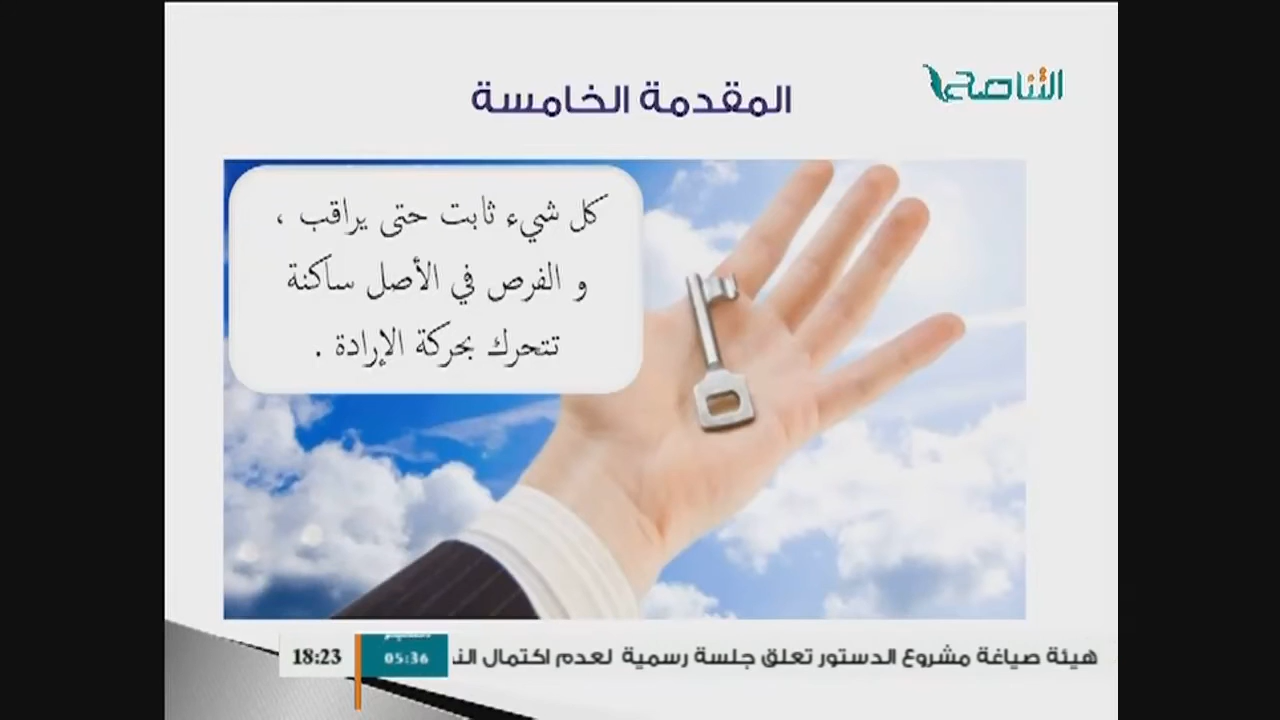 التناصح
المقدمة الخامسة
كل شيء ثابت حتى يراقب ،
و الفرص في الأصل ساكنة
تتحرك بحركة الإرادة .
هيئة صياغة مشروع الدستور تعلق جلسة رسمية لعدم اكتمال
05:36
18:23